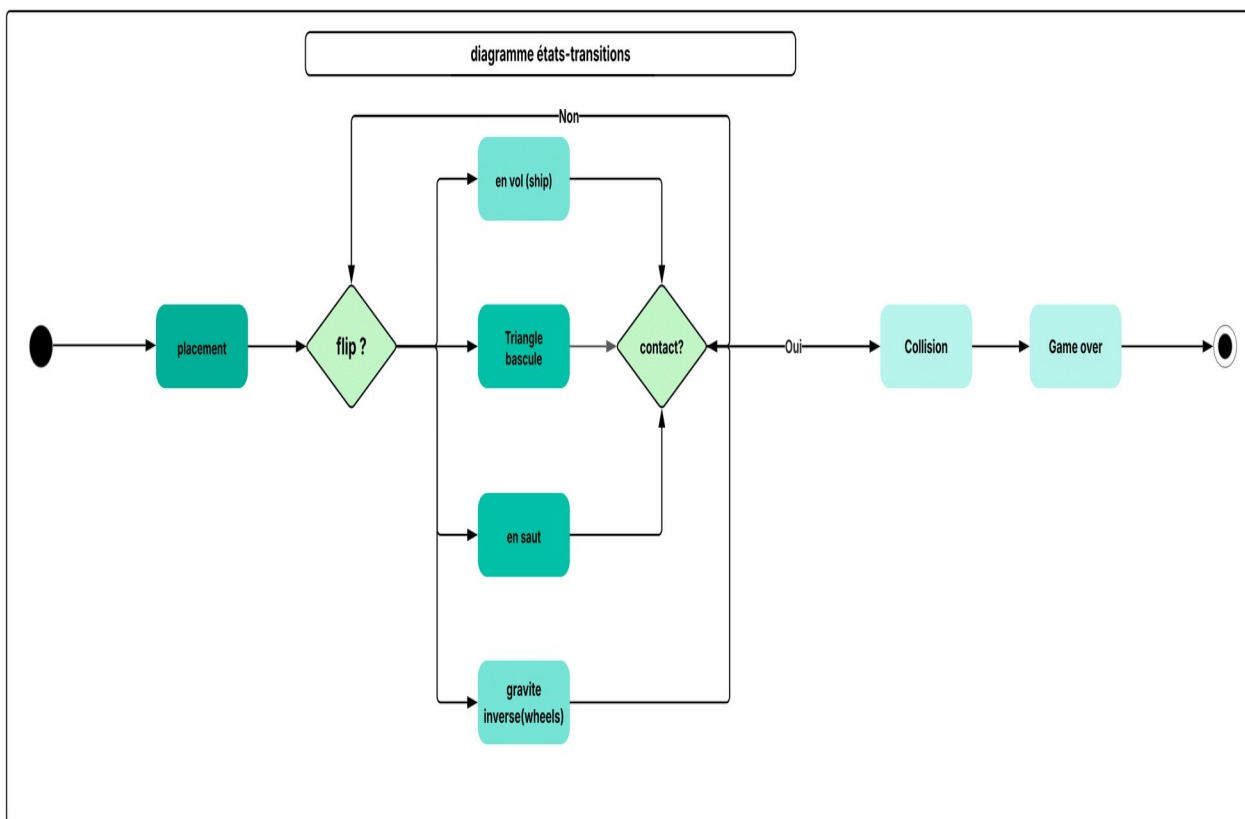 diagramme états-transitions
Non
en vol (ship)
placement
flip ?
Triangle
bascule
contact?
Oui
Collision
Game over
en saut
gravite
inverse(wheels)